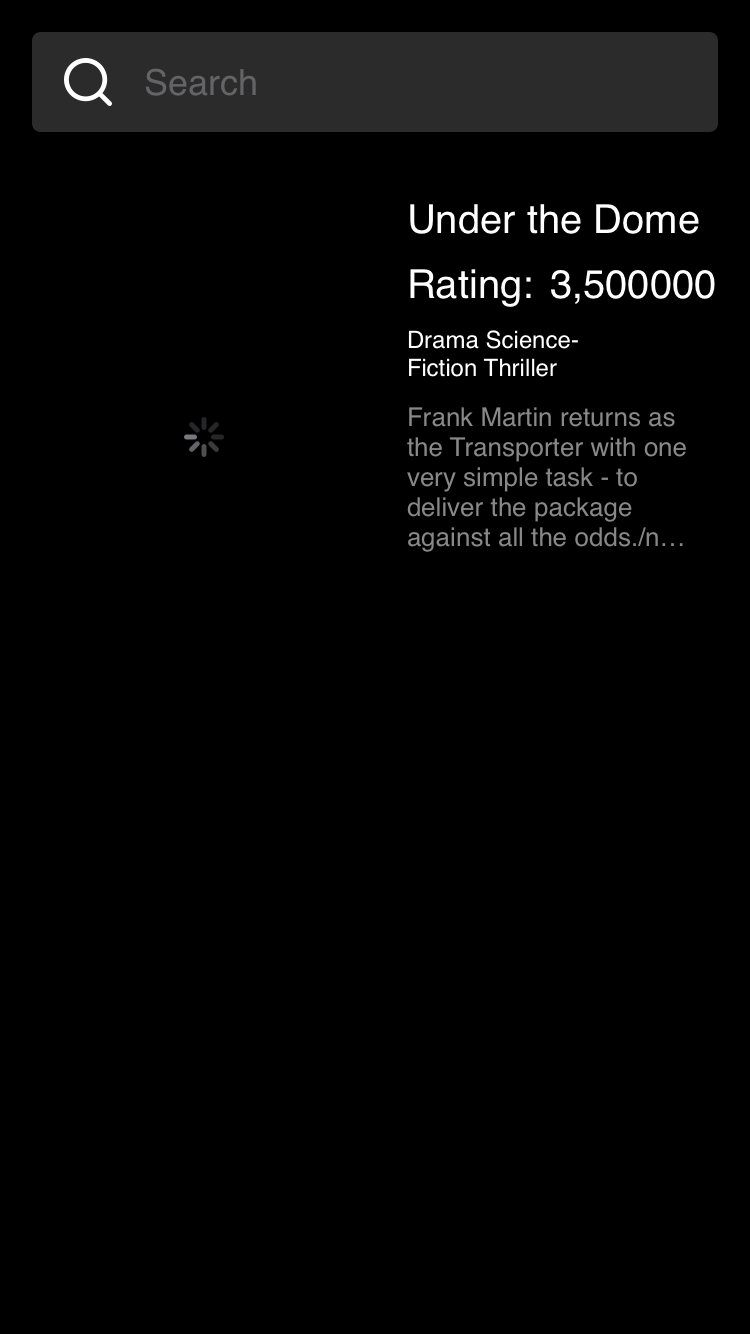 Search
Under the Dome
Rating: 3,500000
Drama Science-
Fiction Thriller
Frank Martin returns as
the Transporter with one
very simple task - to
deliver the package
against all the odds./n…